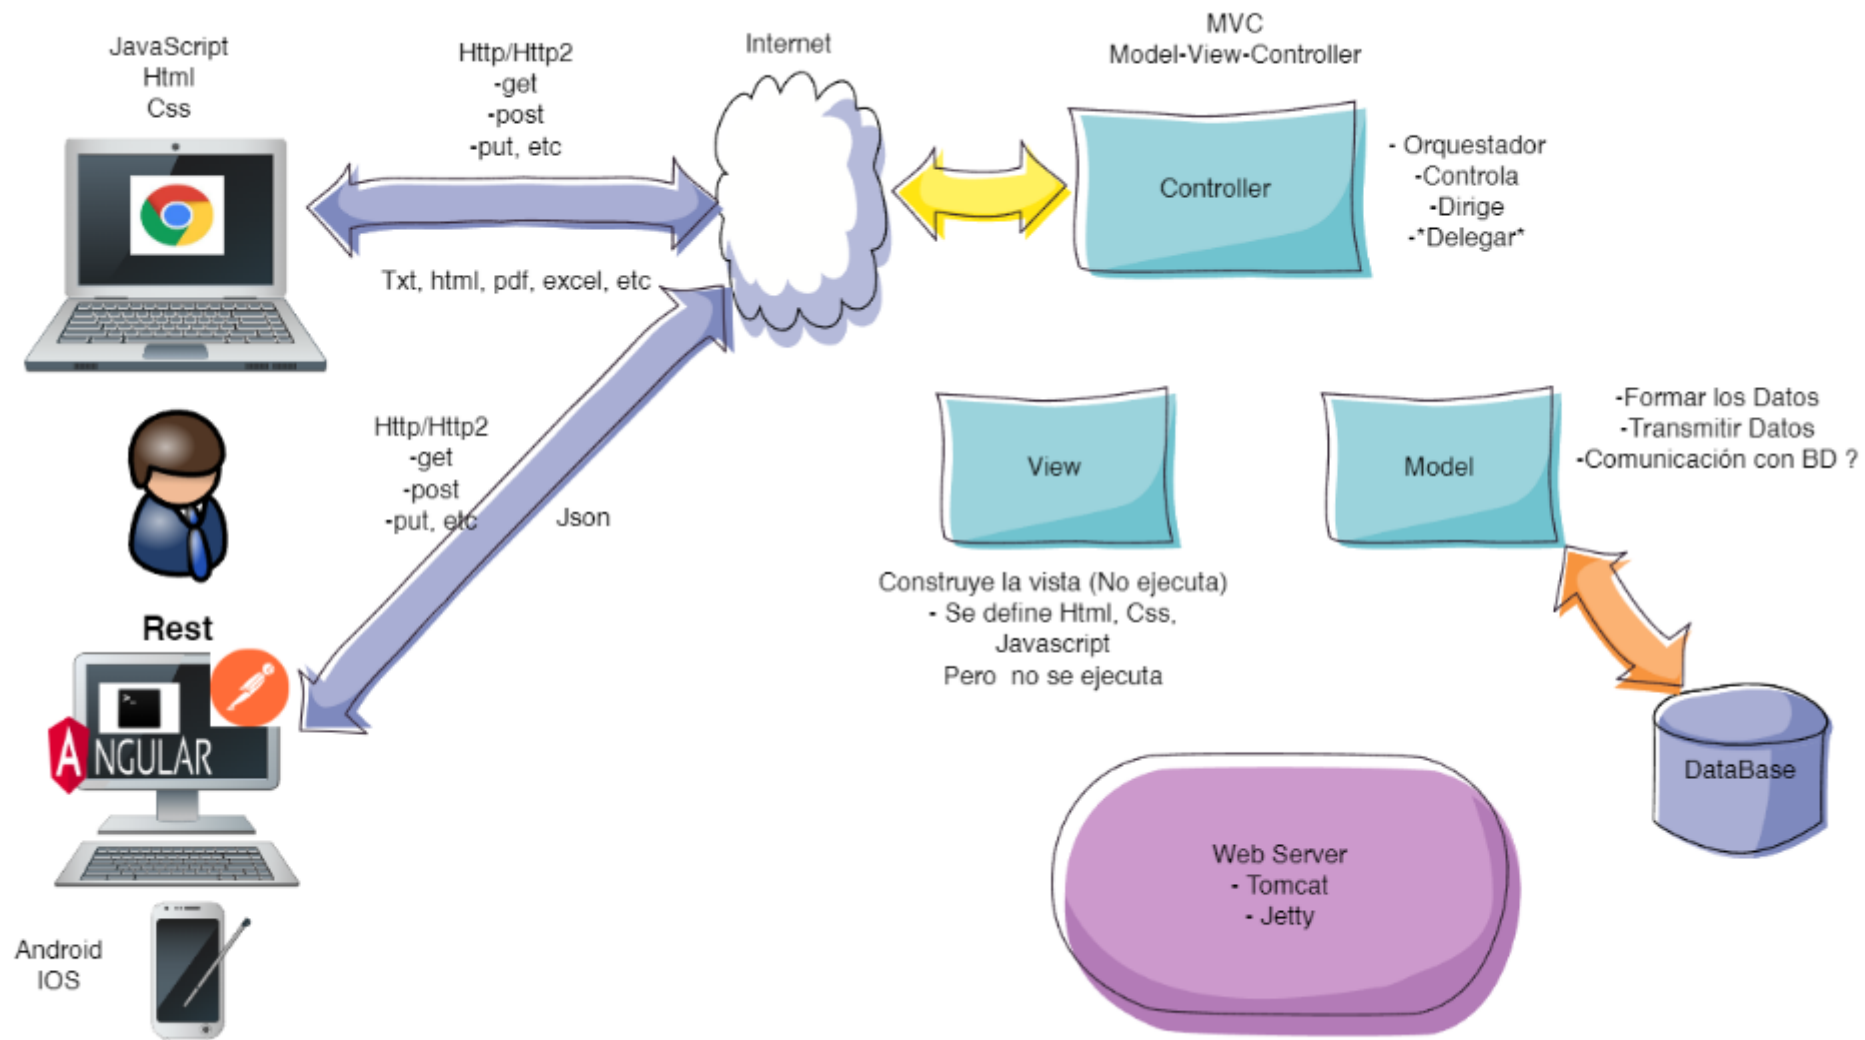 JavaScript
Html
Css
Http/Http2
-get
-post
-put, etc
Txt, html, pdf, excel, etc
Internet
MVC
Model-View-Controller
Controller
- Orquestador
-Controla
-Dirige
-*Delegar*
Http/Http2
-get
-post
-put, etc
Json
View
Construye la vista (No ejecuta)
- Se define Html, Css,
Javascript
Pero no se ejecuta
Model
-Formar los Datos
-Transmitir Datos
-Comunicación con BD ?
DataBase
Rest
>_
ANGULAR
Android
IOS
Web Server
- Tomcat
- Jetty